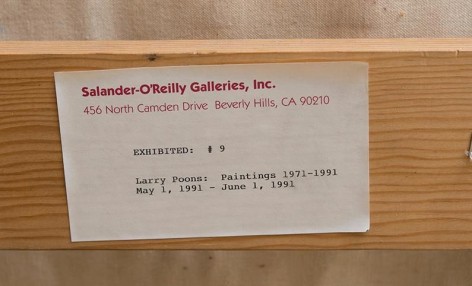 Salander-O'Reilly Galleries, Inc.
456 North Camden Drive Beverly Hills, CA 90210
EXHIBITED: # 9
Larry Poons: Paintings 1971-1991
May 1, 1991 - June 1, 1991